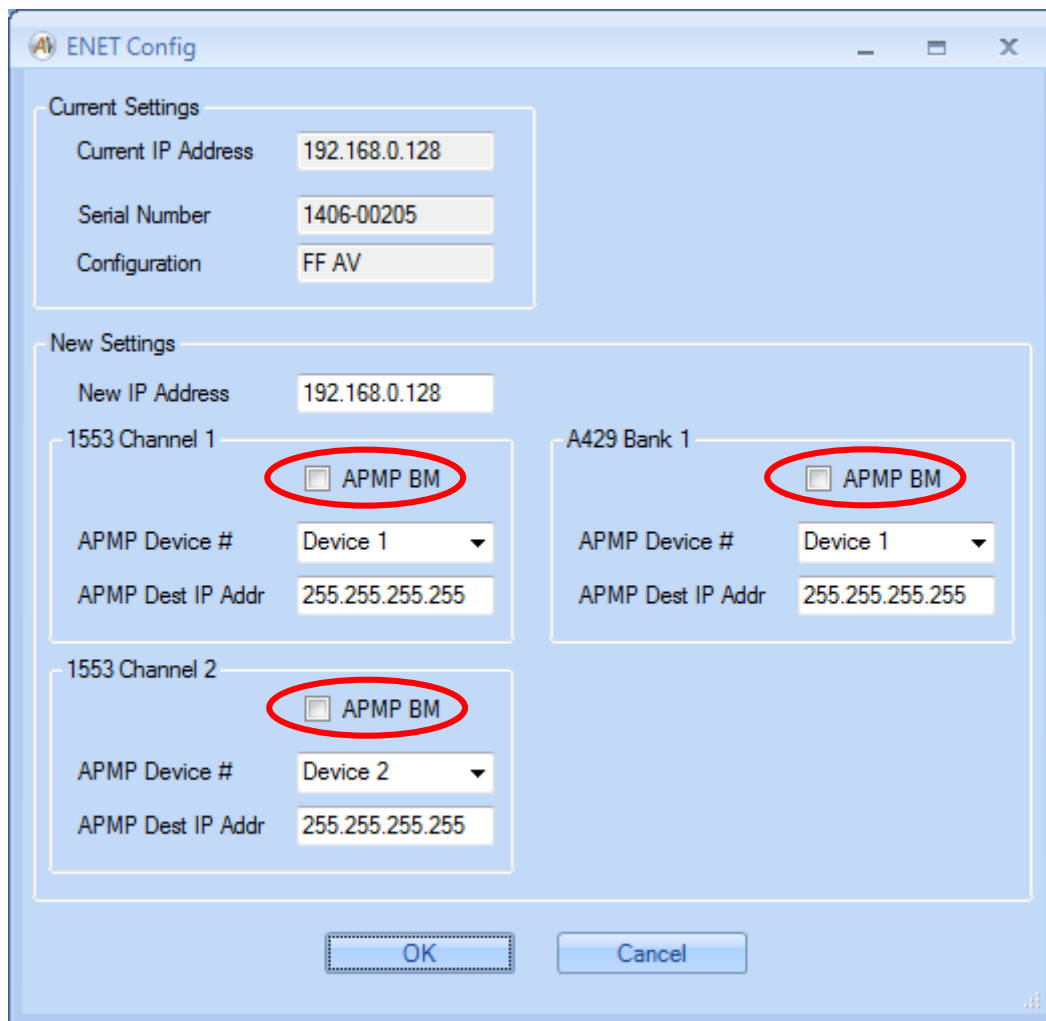 ENET Config
Current Settings
Current IP Address 192.168.0.128
Serial Number 1406-00205
Configuration FF AV
New Settings
New IP Address 192.168.0.128
1553 Channel 1
APMP BM
APMP Device # Device 1
APMP Dest IP Addr 255.255.255.255
A429 Bank 1
APMP BM
APMP Device # Device 1
APMP Dest IP Addr 255.255.255.255
1553 Channel 2
APMP BM
APMP Device # Device 2
APMP Dest IP Addr 255.255.255.255
OK
Cancel